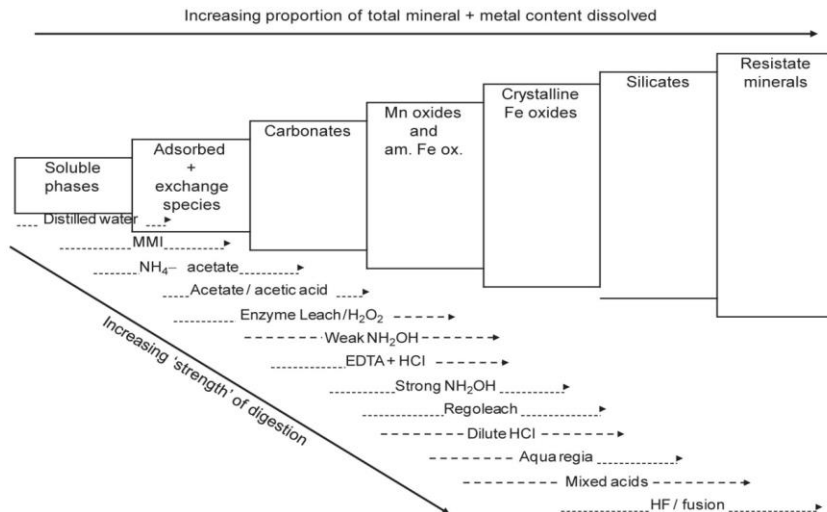 Increasing proportion of total mineral + metal content dissolved
Resistate
minerals
Silicates
Crystalline
Fe oxides
Mn oxides
and
am. Fe ox.
Carbonates
Adsorbed
+
exchange
species
Soluble
phases
Distilled water
MMI
NH₄– acetate
Acetate / acetic acid
Enzyme Leach/H₂O₂
Weak NH₂OH
EDTA + HCl
Strong NH₂OH
Regoleach
Dilute HCl
Aqua regia
Mixed acids
HF / fusion
Increasing 'strength' of digestion